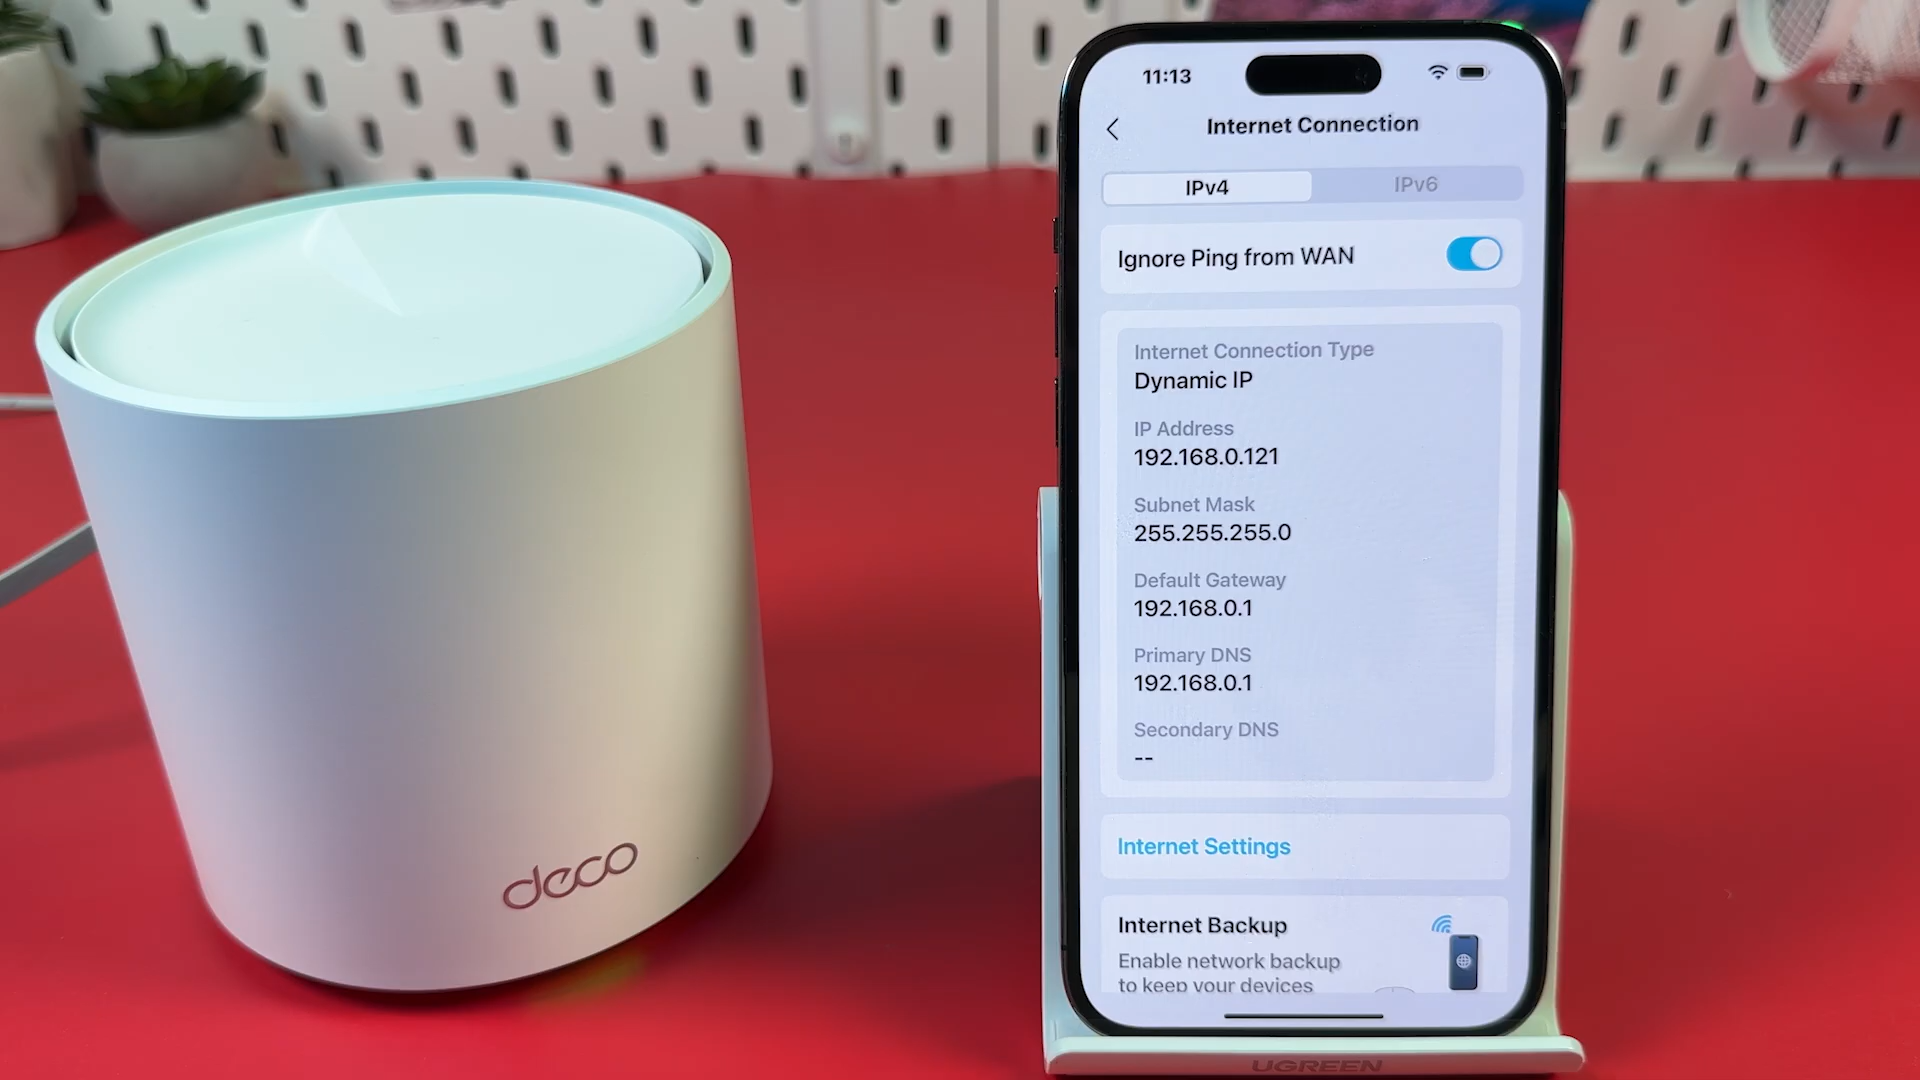 11:13
Internet Connection
IPv4
IPv6
Ignore Ping from WAN
Internet Connection Type
Dynamic IP
IP Address
192.168.0.121
Subnet Mask
255.255.255.0
Default Gateway
192.168.0.1
Primary DNS
192.168.0.1
Secondary DNS
--
Internet Settings
Internet Backup
Enable network backup
to keep your devices
deco
UGREEN